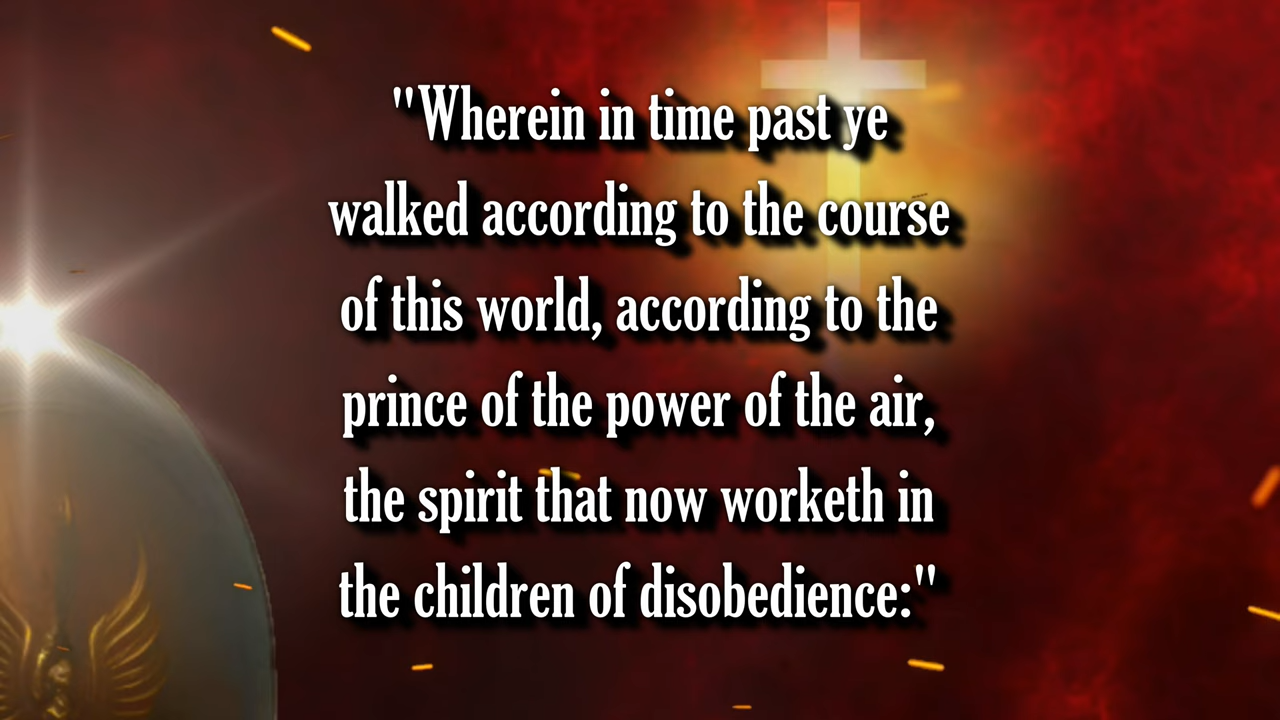 "Wherein in time past ye
walked according to the course
of this world, according to the
prince of the power of the air,
the spirit that now worketh in
the children of disobedience:"